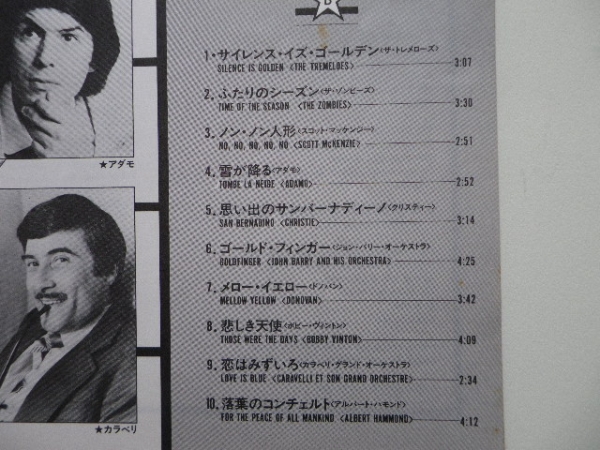 B
1・サイレンス・イズ・ゴールデン〈ザ・トレメローズ〉
SILENCE IS GOLDEN 〈THE TREMELOES〉 3:07
2. ふたりのシーズン〈ザ・ゾンビーズ〉
TIME OF THE SEASON 〈THE ZOMBIES〉 3:30
3. ノン・ノン人形〈スコット・マッケンジー〉
NO, NO, NO, NO, NO 〈SCOTT McKENZIE〉 2:51
4. 雪が降る〈アダモ〉
TOMBE LA NEIGE 〈ADAMO〉 2:52
5. 思い出のサンバーナディーノ〈クリスティー〉
SAN BERNADINO 〈CHRISTIE〉 3:14
6. ゴールド・フィンガー〈ジョン・バリー・オーケストラ〉
GOLDFINGER 〈JOHN BARRY AND HIS ORCHESTRA〉 4:25
7. メロー・イエロー〈ドノバン〉
MELLOW YELLOW 〈DONOVAN〉 3:42
8. 悲しき天使〈ボビー・ヴィントン〉
THOSE WERE THE DAYS 〈BOBBY VINTON〉 4:09
9. 恋はみずいろ〈カラベリ・グランド・オーケストラ〉
LOVE IS BLUE 〈CARAVELLI ET SON GRAND ORCHESTRE〉 2:34
10. 落葉のコンチェルト〈アルバート・ハモンド〉
FOR THE PEACE OF ALL MANKIND 〈ALBERT HAMMOND〉 4:12
★アダモ
★カラベリ